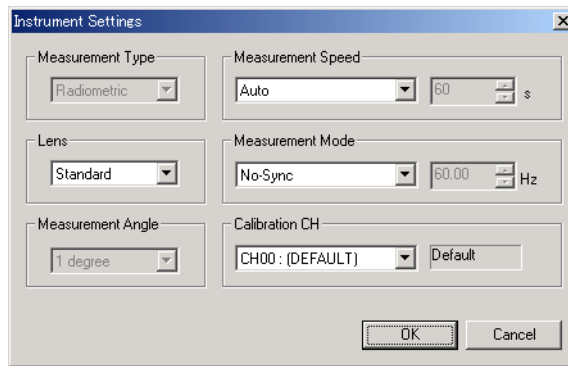 Instrument Settings
Measurement Type
Radiometric
Measurement Speed
Auto
60 s
Lens
Standard
Measurement Mode
No-Sync
60.00 Hz
Measurement Angle
1 degree
Calibration CH
CH00 : (DEFAULT)
Default
OK
Cancel